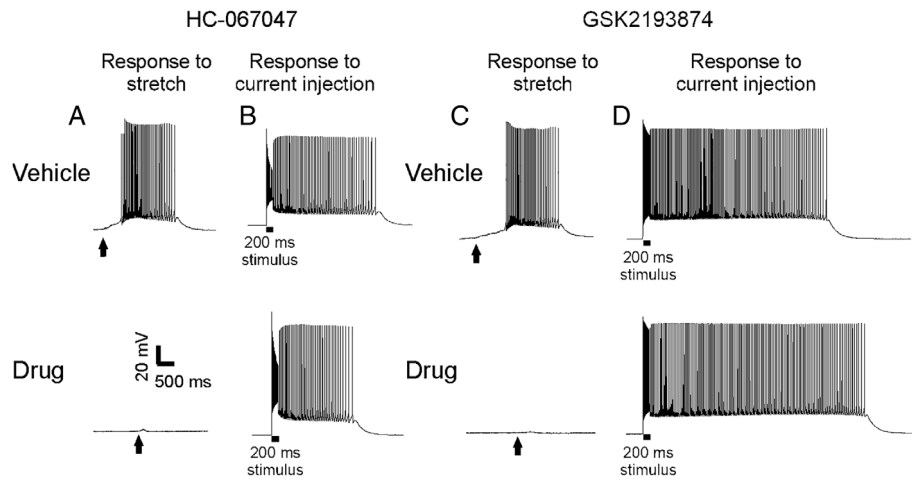 HC-067047
GSK2193874
Response to
stretch
Response to
current injection
Response to
stretch
Response to
current injection
A
B
C
D
Vehicle
Vehicle
200 ms
stimulus
200 ms
stimulus
Drug
20 mV
500 ms
Drug
200 ms
stimulus
200 ms
stimulus